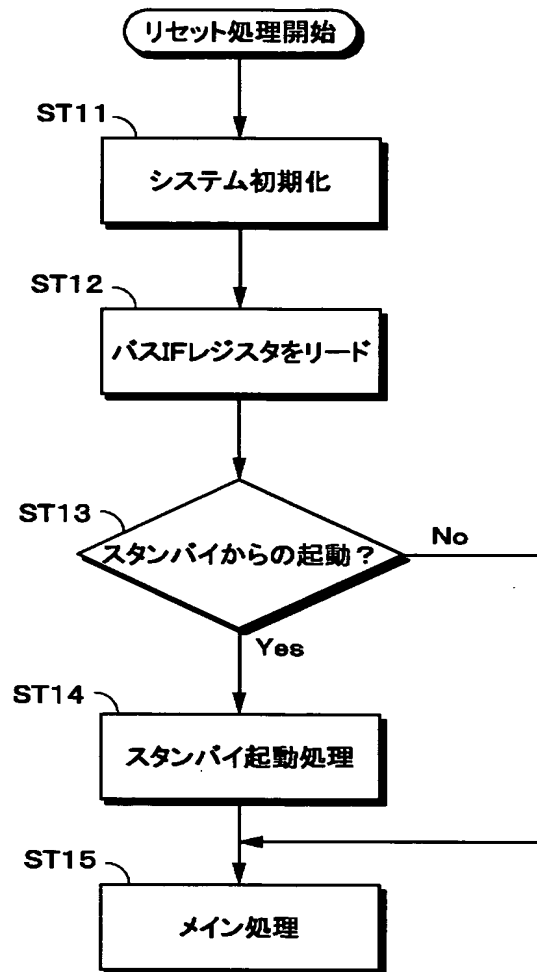 リセット処理開始
ST11
システム初期化
ST12
バスIFレジスタをリード
ST13
スタンバイからの起動?
No
Yes
ST14
スタンバイ起動処理
ST15
メイン処理